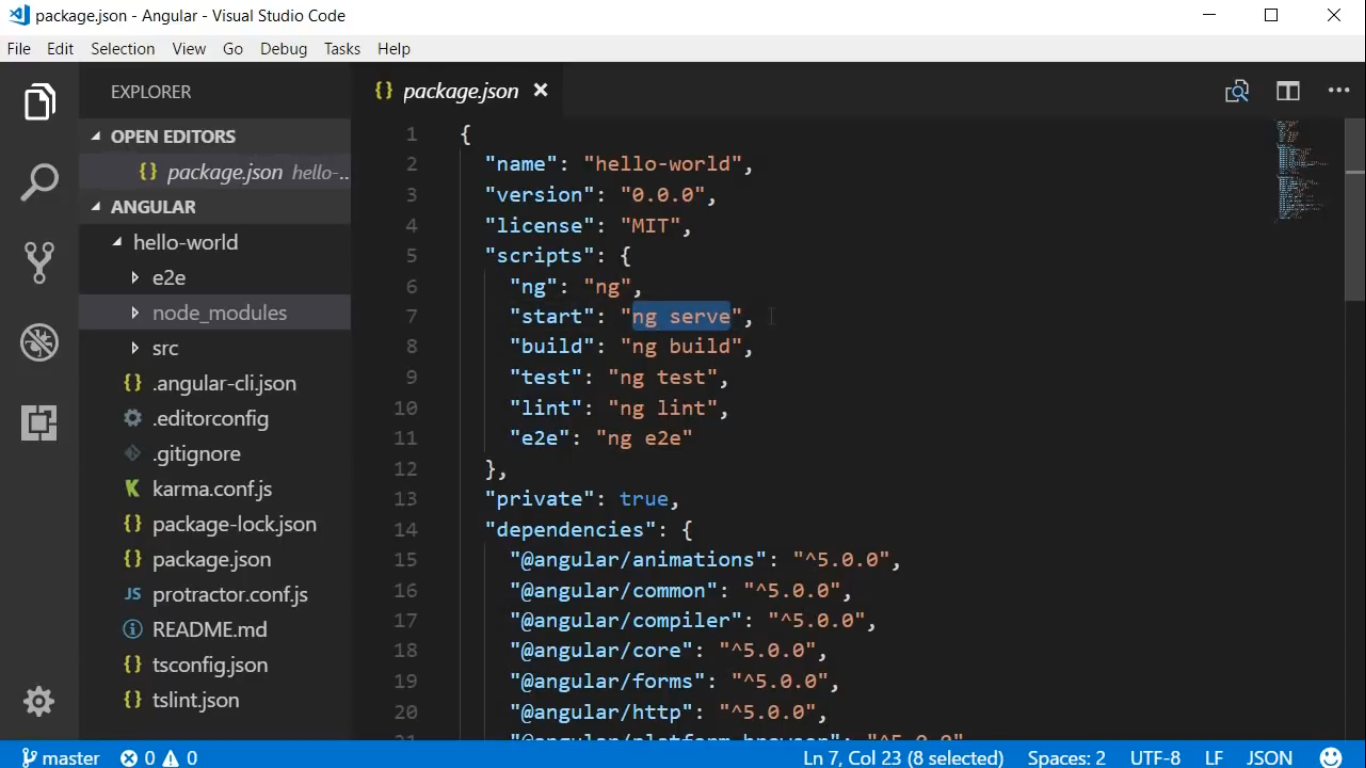 package.json - Angular - Visual Studio Code
File Edit Selection View Go Debug Tasks Help
EXPLORER
OPEN EDITORS
{} package.json hello-...
ANGULAR
hello-world
e2e
node_modules
src
{} .angular-cli.json
.editorconfig
.gitignore
karma.conf.js
{} package-lock.json
{} package.json
JS protractor.conf.js
README.md
{} tsconfig.json
{} tslint.json
{} package.json
1 {
2 "name": "hello-world",
3 "version": "0.0.0",
4 "license": "MIT",
5 "scripts": {
6 "ng": "ng",
7 "start": "ng serve",
8 "build": "ng build",
9 "test": "ng test",
10 "lint": "ng lint",
11 "e2e": "ng e2e"
12 },
13 "private": true,
14 "dependencies": {
15 "@angular/animations": "^5.0.0",
16 "@angular/common": "^5.0.0",
17 "@angular/compiler": "^5.0.0",
18 "@angular/core": "^5.0.0",
19 "@angular/forms": "^5.0.0",
20 "@angular/http": "^5.0.0",
21 "@angular/platform-browser": "^5.0.0",
master 0 0 Ln 7, Col 23 (8 selected) Spaces: 2 UTF-8 LF JSON